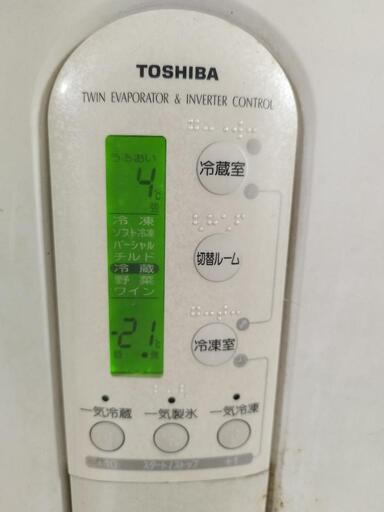 TOSHIBA
TWIN EVAPORATOR & INVERTER CONTROL
うるおい
4℃
冷蔵室
冷凍
ソフト冷凍
パーシャル
チルド
冷蔵
野菜
ワイン
切替ルーム
-21℃
冷凍室
一気冷蔵
一気製氷
一気冷凍
+10
スタート/ストップ
+1